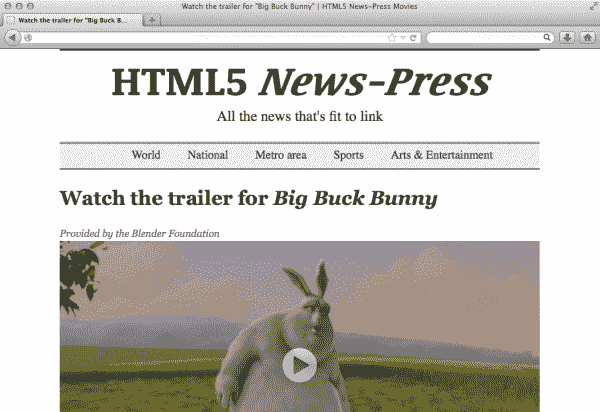 Watch the trailer for "Big Buck Bunny" | HTML5 News-Press Movies
Watch the trailer for "Big Buck B...
HTML5 News-Press
All the news that's fit to link
World National Metro area Sports Arts & Entertainment
Watch the trailer for Big Buck Bunny
Provided by the Blender Foundation